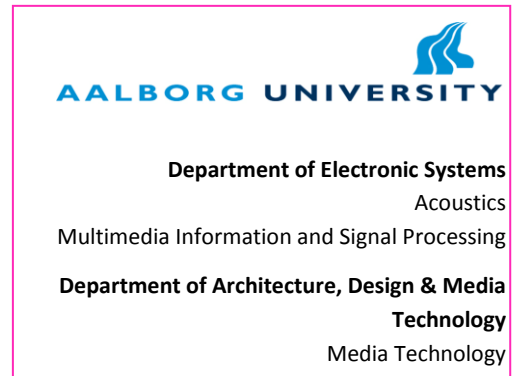 AALBORG UNIVERSITY
Department of Electronic Systems
Acoustics
Multimedia Information and Signal Processing
Department of Architecture, Design & Media
Technology
Media Technology